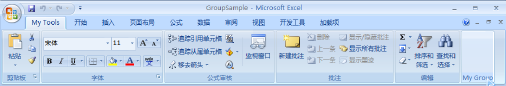 GroupSample - Microsoft Excel
My Tools 开始 插入 页面布局 公式 数据 审阅 视图 开发工具 加载项
粘贴
剪贴板
宋体 11 A A
B I U A 变
字体
追踪引用单元格
追踪从属单元格
移去箭头
监视窗口
公式审核
新建批注
删除
上一条
下一条
显示/隐藏批注
显示所有批注
显示墨迹
批注
Σ
排序和筛选
查找和选择
编辑
My Group